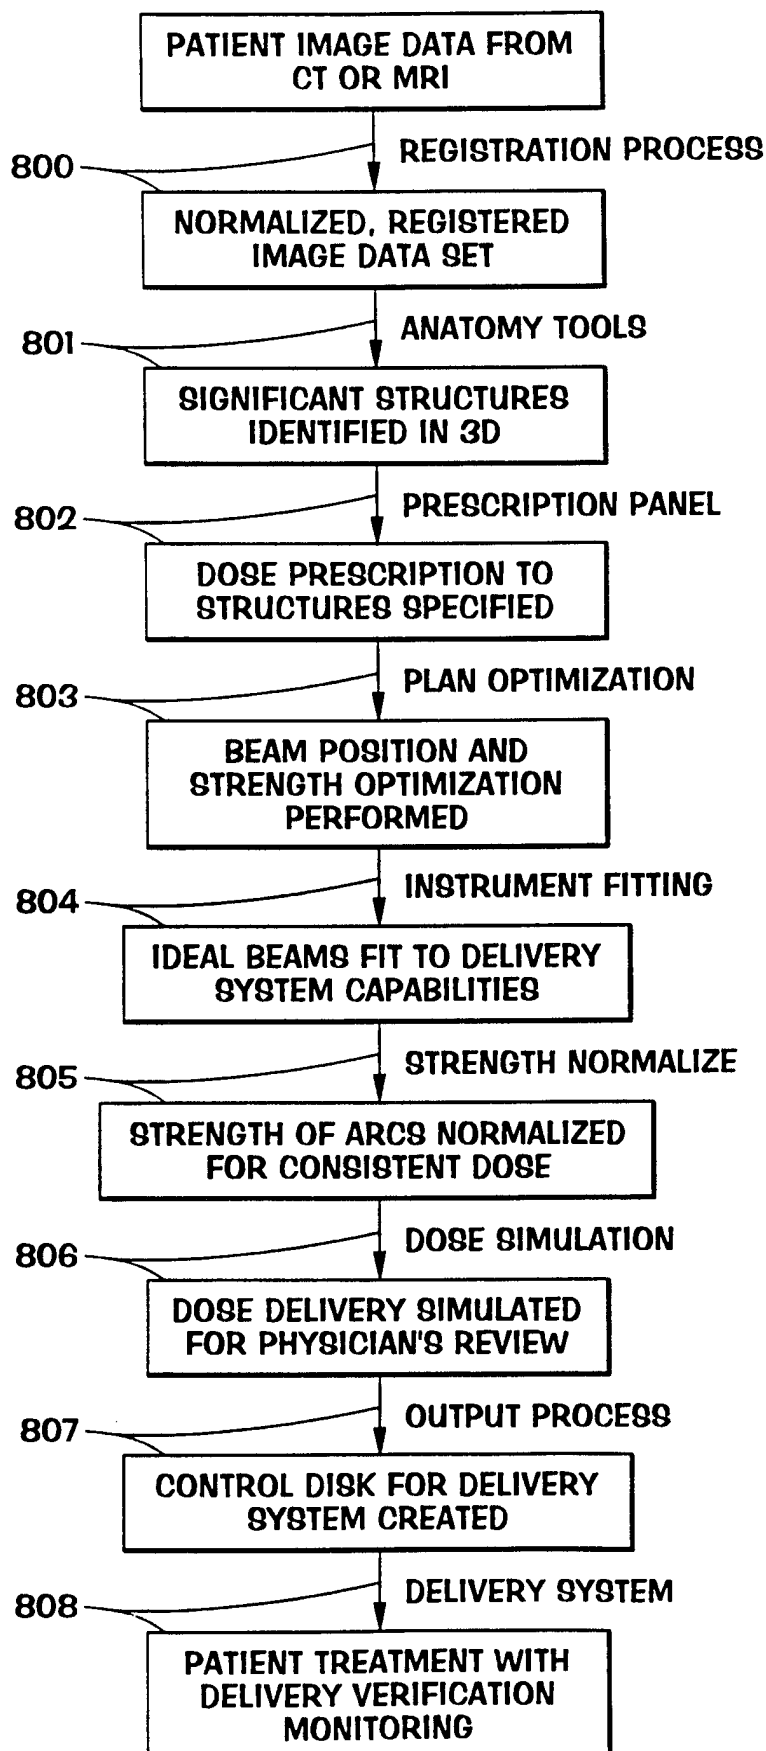 PATIENT IMAGE DATA FROM
CT OR MRI
REGISTRATION PROCESS
800
NORMALIZED, REGISTERED
IMAGE DATA SET
ANATOMY TOOLS
801
SIGNIFICANT STRUCTURES
IDENTIFIED IN 3D
PRESCRIPTION PANEL
802
DOSE PRESCRIPTION TO
STRUCTURES SPECIFIED
PLAN OPTIMIZATION
803
BEAM POSITION AND
STRENGTH OPTIMIZATION
PERFORMED
INSTRUMENT FITTING
804
IDEAL BEAMS FIT TO DELIVERY
SYSTEM CAPABILITIES
STRENGTH NORMALIZE
805
STRENGTH OF ARCS NORMALIZED
FOR CONSISTENT DOSE
DOSE SIMULATION
806
DOSE DELIVERY SIMULATED
FOR PHYSICIAN'S REVIEW
OUTPUT PROCESS
807
CONTROL DISK FOR DELIVERY
SYSTEM CREATED
DELIVERY SYSTEM
808
PATIENT TREATMENT WITH
DELIVERY VERIFICATION
MONITORING